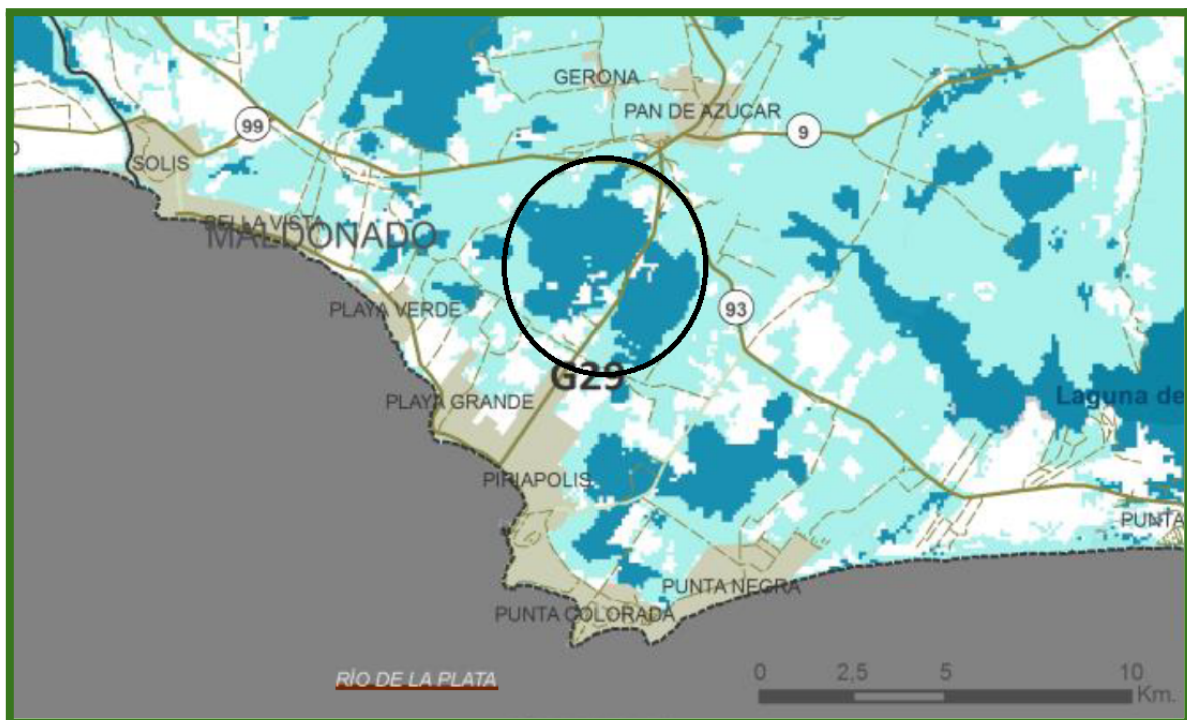 GERONA
PAN DE AZUCAR
99
9
SOLIS
BELLA VISTA
MALDONADO
PLAYA VERDE
93
G29
PLAYA GRANDE
Laguna de
PIRIAPOLIS
PUNTA
PUNTA NEGRA
PUNTA COLORADA
RÍO DE LA PLATA
0 2,5 5 10
Km.